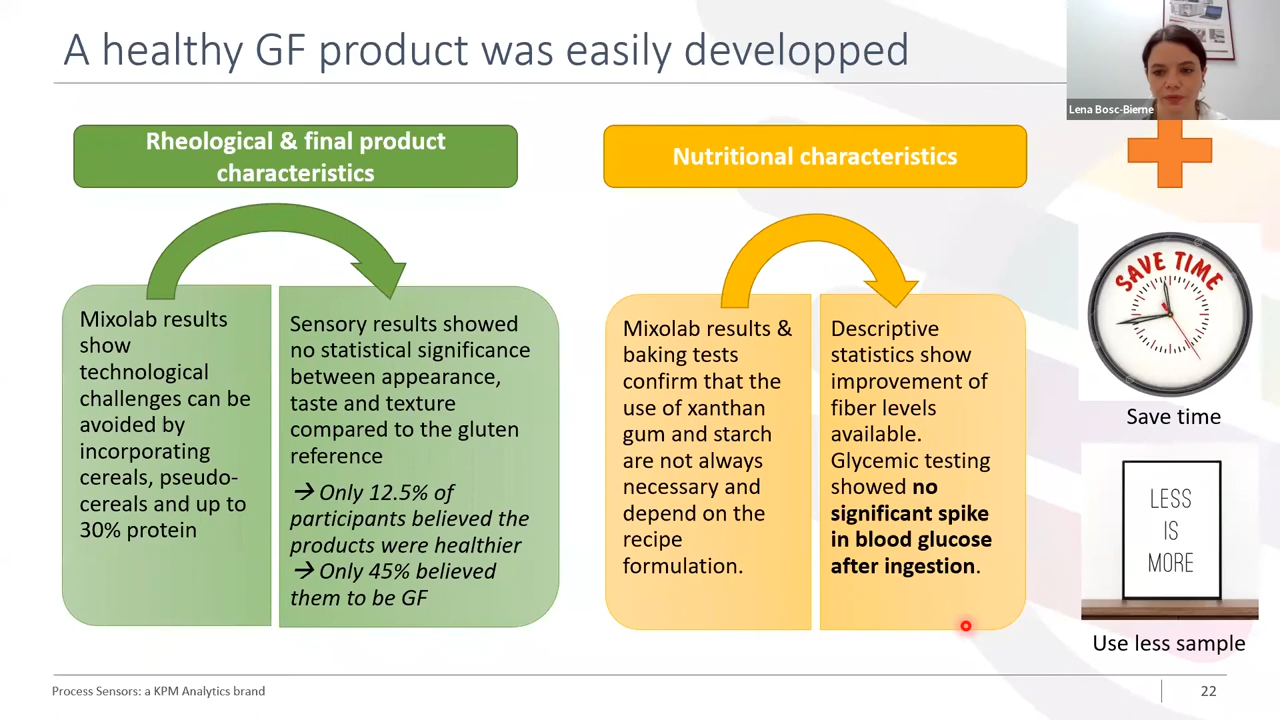 A healthy GF product was easily developped
Lena Bosc-Bierne
Rheological & final product
characteristics
Mixolab results
show
technological
challenges can be
avoided by
incorporating
cereals, pseudo-
cereals and up to
30% protein
Sensory results showed
no statistical significance
between appearance,
taste and texture
compared to the gluten
reference
→ Only 12.5% of
participants believed the
products were healthier
→ Only 45% believed
them to be GF
Nutritional characteristics
Mixolab results &
baking tests
confirm that the
use of xanthan
gum and starch
are not always
necessary and
depend on the
recipe
formulation.
Descriptive
statistics show
improvement of
fiber levels
available.
Glycemic testing
showed no
significant spike
in blood glucose
after ingestion.
SAVE TIME
Save time
LESS
IS
MORE
Use less sample
Process Sensors: a KPM Analytics brand
22